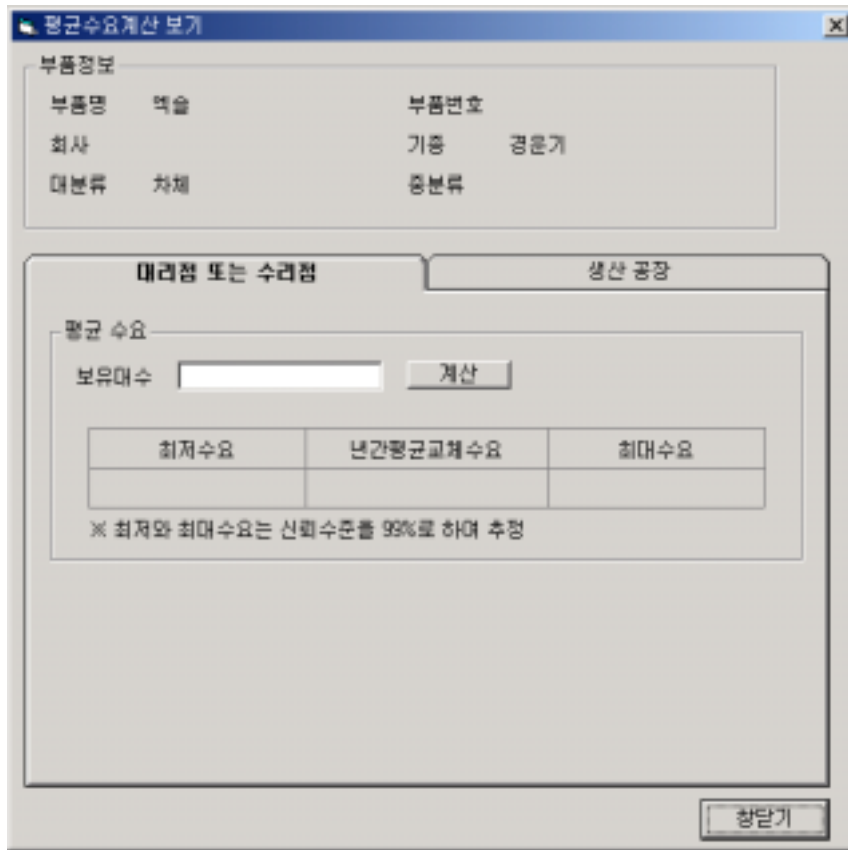 평균수요계산 보기
부품정보
부품명 엑슬 부품번호
회사 기종 경운기
대분류 차체 중분류
대리점 또는 수리점 생산 공장
평균 수요
보유대수 계산
최저수요 년간평균교체수요 최대수요
※ 최저와 최대수요는 신뢰수준을 99%로 하며 추정
창닫기